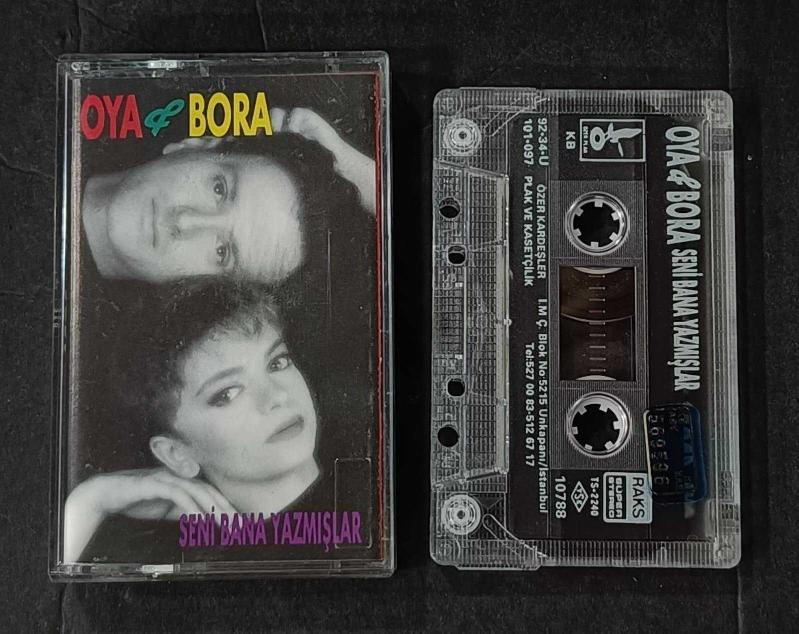 OYA & BORA
SENİ BANA YAZMIŞLAR
OYA & BORA SENİ BANA YAZMIŞLAR
KB
92-34-U
101-097
ÖZER KARDEŞLER
PLAK VE KASETÇİLİK
I.M.Ç. Blok No:5215 Unkapanı/İstanbul
Tel:527 00 83-512 67 17
RAKS
SUPER
STEREO
TS-2240
TSE
10788